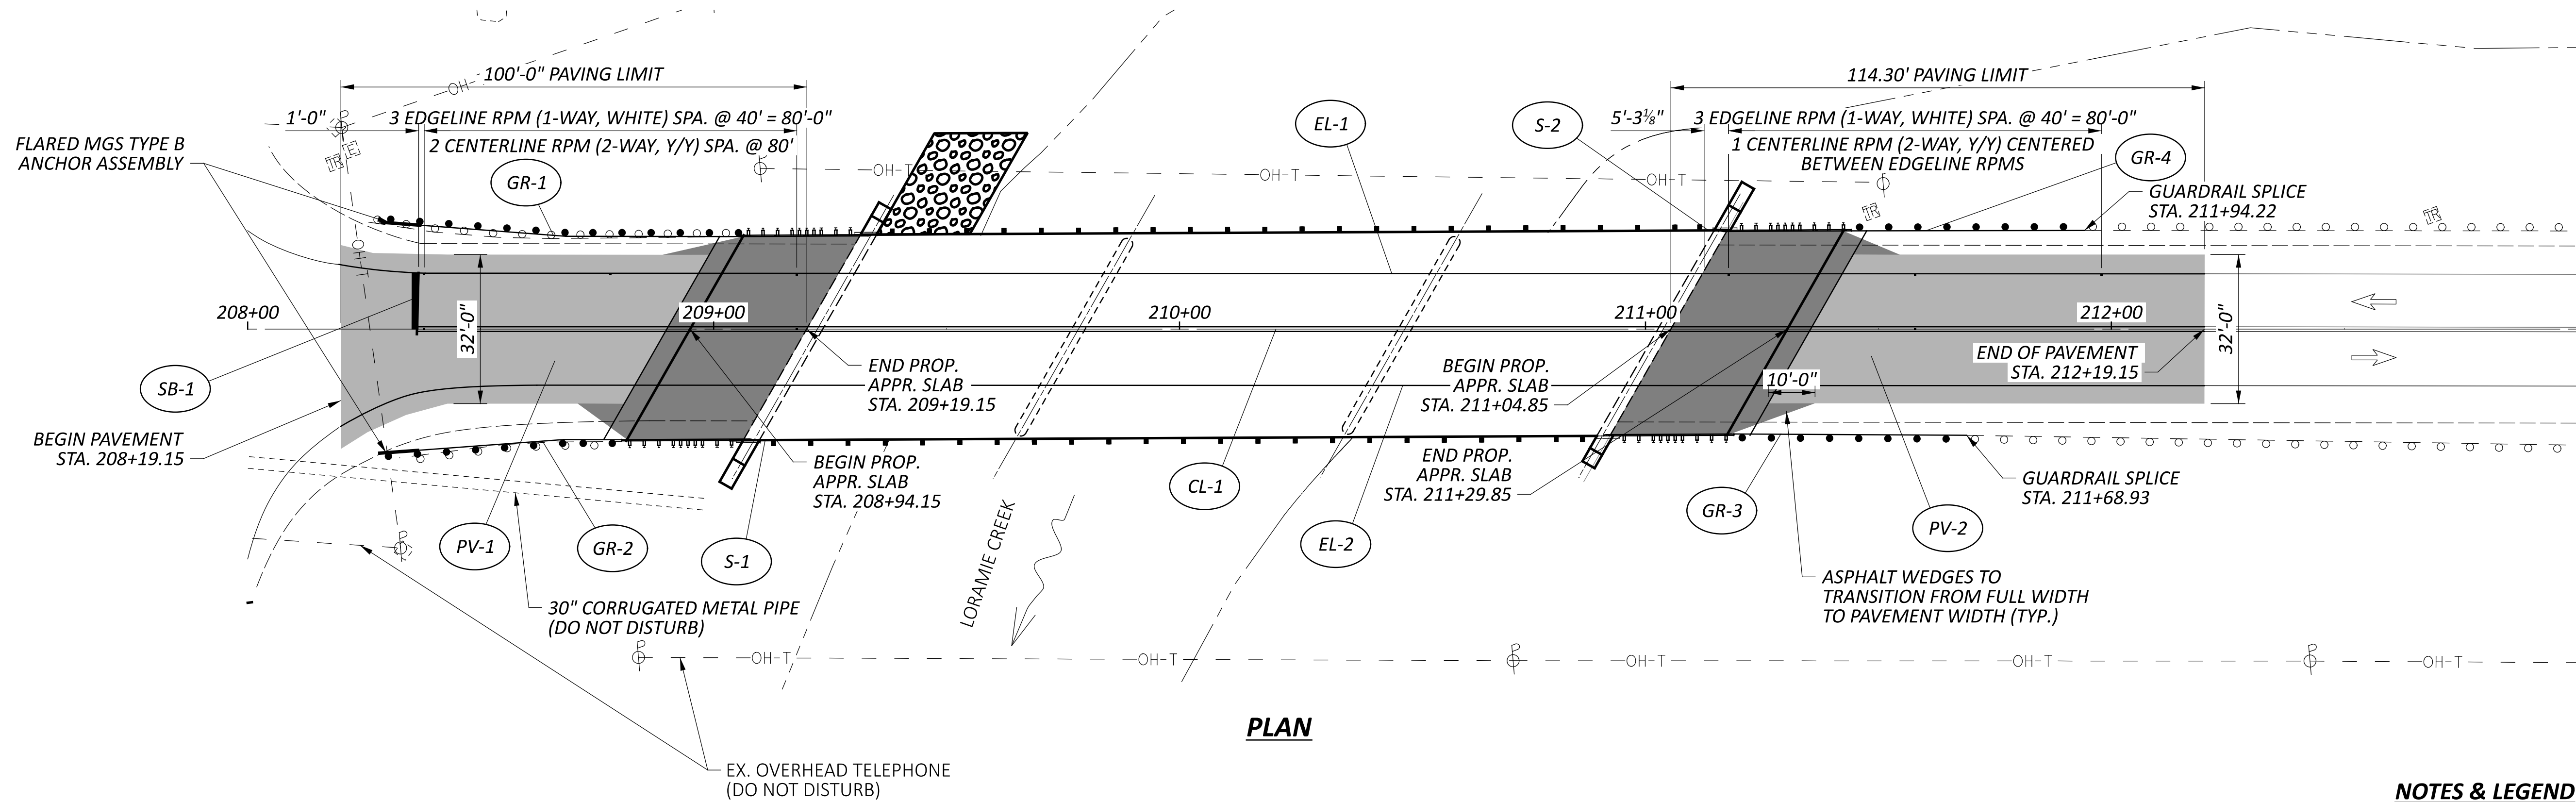 OH-
100'-0" PAVING LIMIT
114.30' PAVING LIMIT
1'-0"
3 EDGELINE RPM (1-WAY, WHITE) SPA. @ 40' = 80'-0"
2 CENTERLINE RPM (2-WAY, Y/Y) SPA. @ 80'
FLARED MGS TYPE B
ANCHOR ASSEMBLY
GR-1
OH-T
OH-T
OH-T
EL-1
S-2
5'-3⅛"
3 EDGELINE RPM (1-WAY, WHITE) SPA. @ 40' = 80'-0"
1 CENTERLINE RPM (2-WAY, Y/Y) CENTERED
BETWEEN EDGELINE RPMS
GR-4
GUARDRAIL SPLICE
STA. 211+94.22
TR
TR
TR
E
OH-T
208+00
209+00
210+00
211+00
212+00
32'-0"
32'-0"
SB-1
BEGIN PAVEMENT
STA. 208+19.15
END PROP.
APPR. SLAB
STA. 209+19.15
BEGIN PROP.
APPR. SLAB
STA. 211+04.85
10'-0"
END OF PAVEMENT
STA. 212+19.15
BEGIN PROP.
APPR. SLAB
STA. 208+94.15
END PROP.
APPR. SLAB
STA. 211+29.85
GUARDRAIL SPLICE
STA. 211+68.93
PV-1
GR-2
S-1
CL-1
EL-2
GR-3
PV-2
LORAMIE CREEK
30" CORRUGATED METAL PIPE
(DO NOT DISTURB)
ASPHALT WEDGES TO
TRANSITION FROM FULL WIDTH
TO PAVEMENT WIDTH (TYP.)
OH-T
OH-T
OH-T
OH-T
OH-T
PLAN
EX. OVERHEAD TELEPHONE
(DO NOT DISTURB)
NOTES & LEGEND